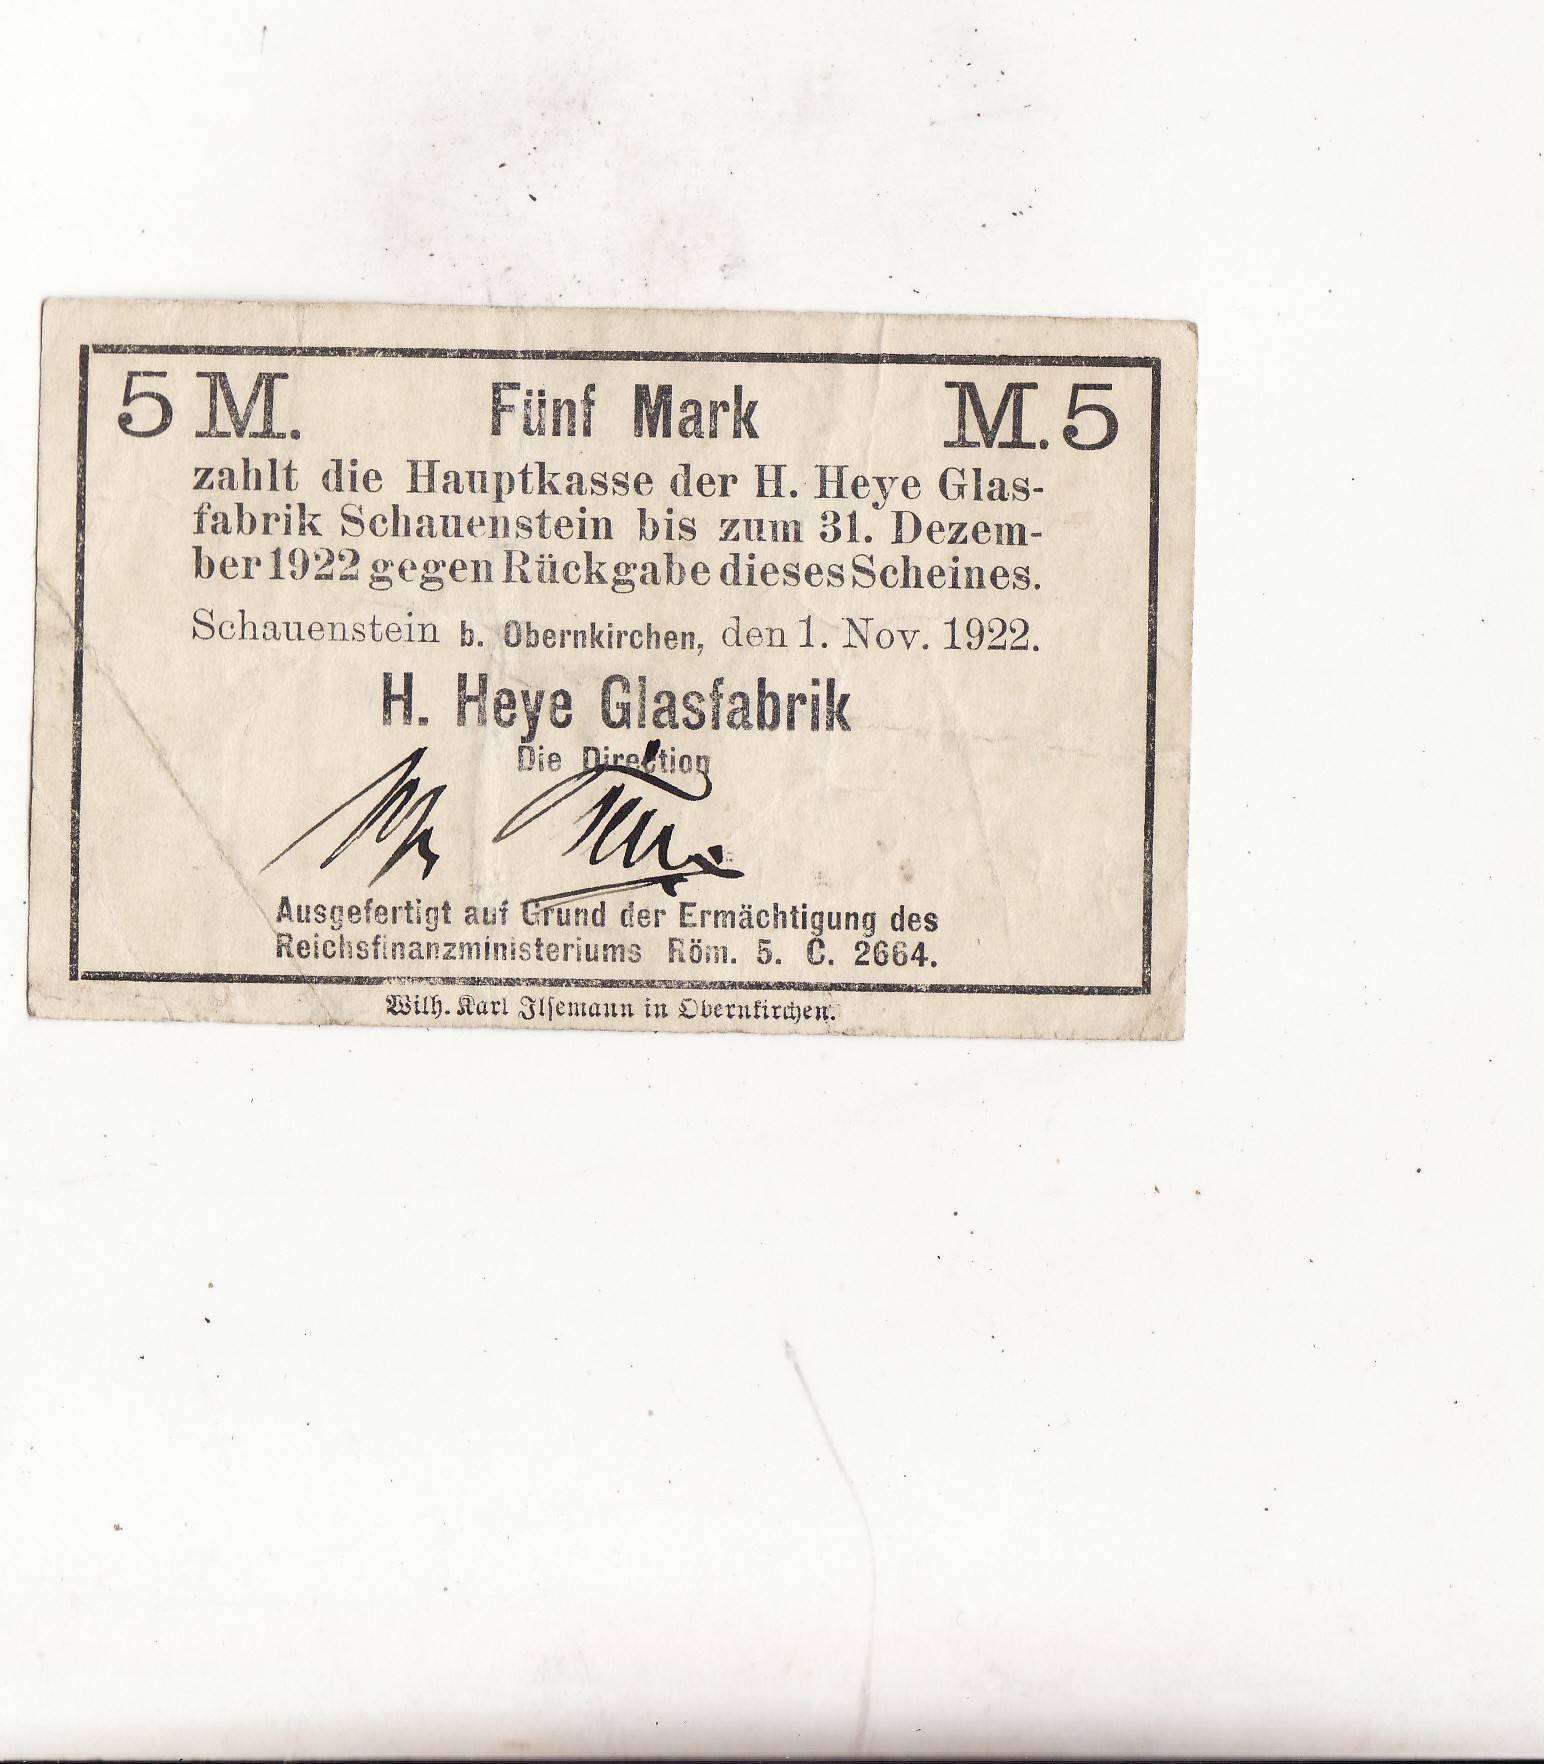 5 M. Fünf Mark M. 5
zahlt die Hauptkasse der H. Heye Glas-
fabrik Schauenstein bis zum 31. Dezem-
ber 1922 gegen Rückgabe dieses Scheines.
Schauenstein b. Obernkirchen, den 1. Nov. 1922.
H. Heye Glasfabrik
Die Direction
Ausgefertigt auf Grund der Ermächtigung des
Reichsfinanzministeriums Röm. 5. C. 2664.
Wilh. Karl Ilsemann in Obernkirchen.